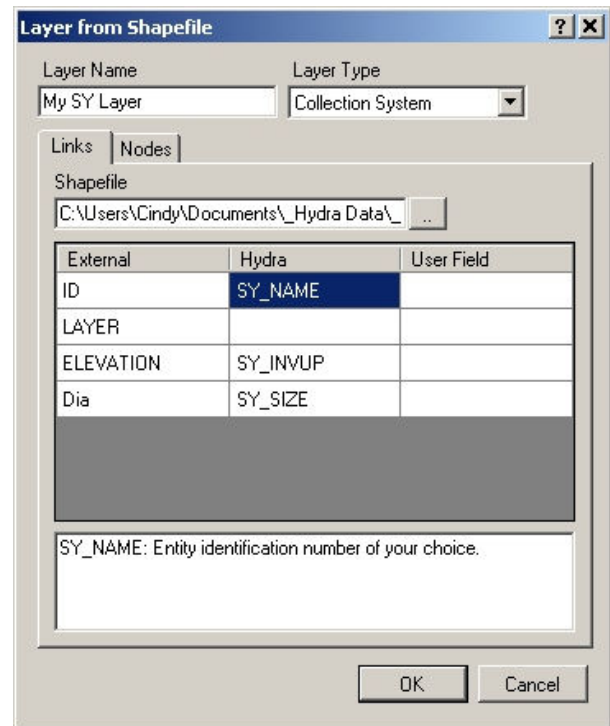 Layer from Shapefile ? X
Layer Name Layer Type
My SY Layer Collection System
Links Nodes
Shapefile
C:\Users\Cindy\Documents\_Hydra Data\_ ..
External Hydra User Field
ID SY_NAME
LAYER
ELEVATION SY_INVUP
Dia SY_SIZE
SY_NAME: Entity identification number of your choice.
OK Cancel